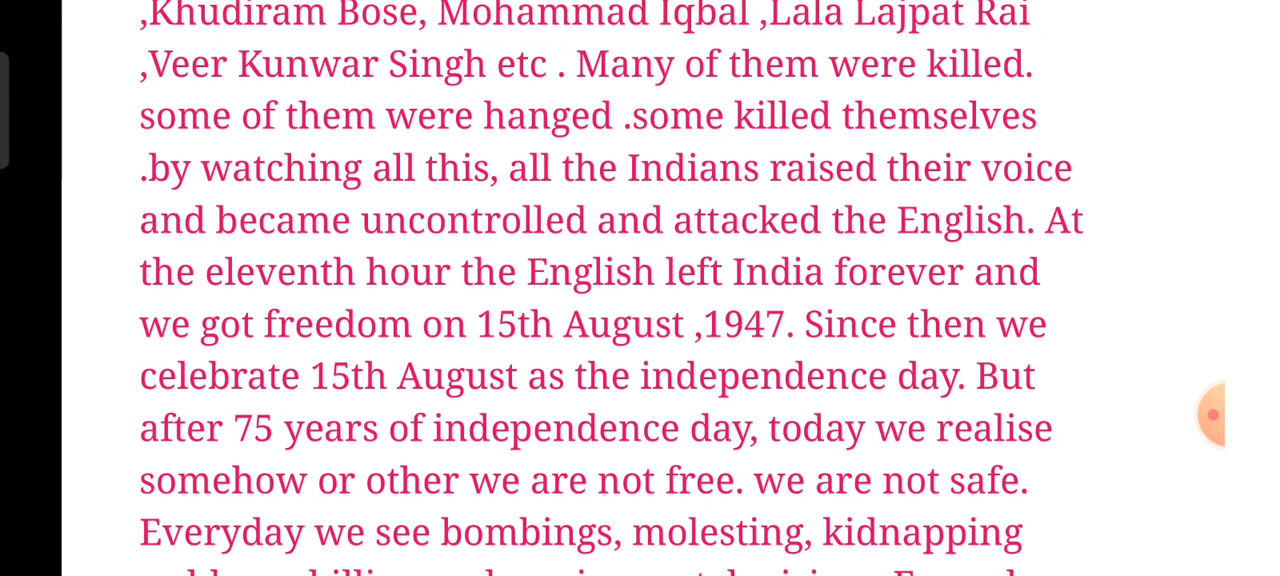 ,Khudiram Bose, Mohammad Iqbal ,Lala Lajpat Rai
,Veer Kunwar Singh etc . Many of them were killed.
some of them were hanged .some killed themselves
.by watching all this, all the Indians raised their voice
and became uncontrolled and attacked the English. At
the eleventh hour the English left India forever and
we got freedom on 15th August ,1947. Since then we
celebrate 15th August as the independence day. But
after 75 years of independence day, today we realise
somehow or other we are not free. we are not safe.
Everyday we see bombings, molesting, kidnapping